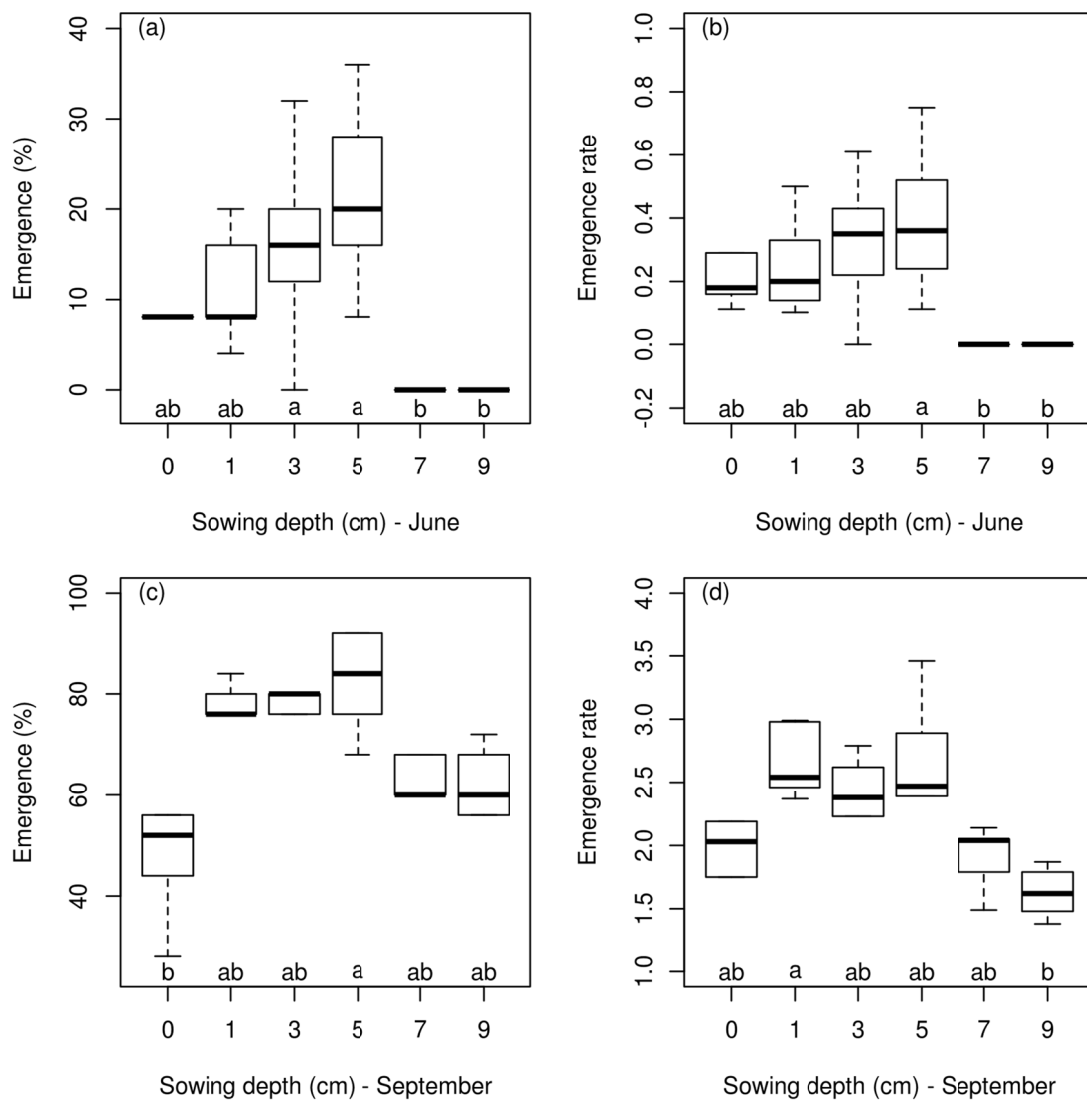 (a)
40
30
20
10
0
Emergence (%)
ab ab a a b b
0 1 3 5 7 9
Sowing depth (cm) - June
(b)
1.0
0.8
0.6
0.4
0.2
0.0
-0.2
Emergence rate
ab ab ab a b b
0 1 3 5 7 9
Sowing depth (cm) - June
(c)
100
80
60
40
Emergence (%)
b ab ab a ab ab
0 1 3 5 7 9
Sowing depth (cm) - September
(d)
4.0
3.5
3.0
2.5
2.0
1.5
1.0
Emergence rate
ab a ab ab ab b
0 1 3 5 7 9
Sowing depth (cm) - September